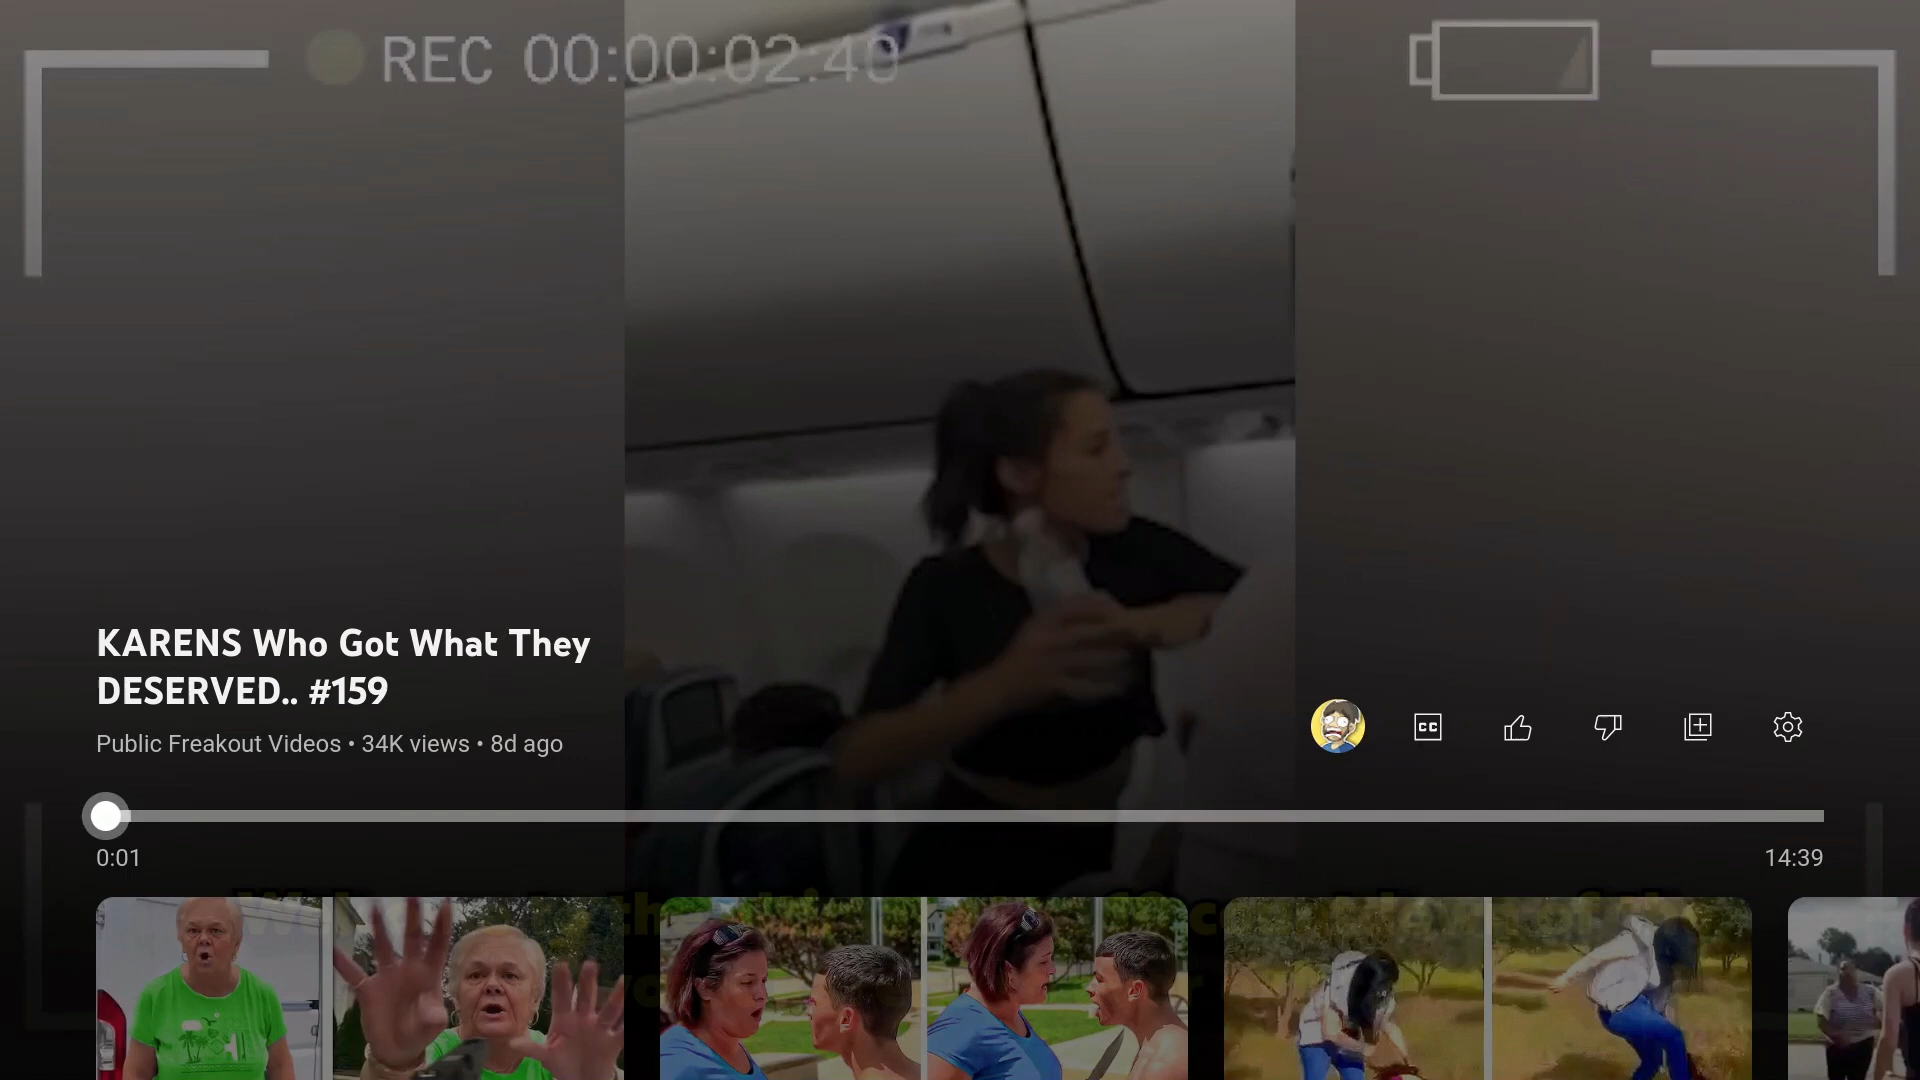 REC 00:00:02:40
KARENS Who Got What They
DESERVED.. #159
Public Freakout Videos • 34K views • 8d ago
CC
0:01
14:39